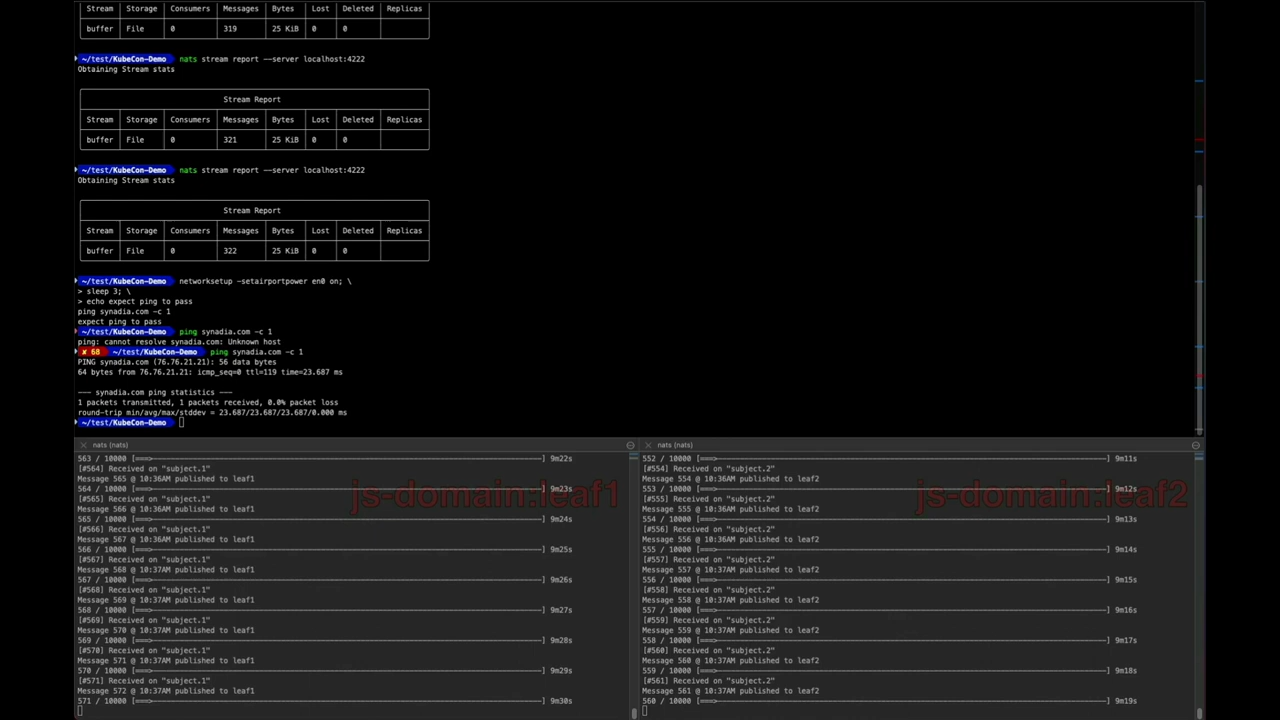 Stream Storage Consumers Messages Bytes Lost Deleted Replicas
buffer File 0 319 25 KiB 0 0
~/test/KubeCon-Demo nats stream report --server localhost:4222
Obtaining Stream stats
Stream Report
Stream Storage Consumers Messages Bytes Lost Deleted Replicas
buffer File 0 321 25 KiB 0 0
~/test/KubeCon-Demo nats stream report --server localhost:4222
Obtaining Stream stats
Stream Report
Stream Storage Consumers Messages Bytes Lost Deleted Replicas
buffer File 0 322 25 KiB 0 0
~/test/KubeCon-Demo networksetup -setairportpower en0 on; \
> sleep 3; \
> echo expect ping to pass
ping synadia.com -c 1
expect ping to pass
~/test/KubeCon-Demo ping synadia.com -c 1
ping: cannot resolve synadia.com: Unknown host
✘ 68 ~/test/KubeCon-Demo ping synadia.com -c 1
PING synadia.com (76.76.21.21): 56 data bytes
64 bytes from 76.76.21.21: icmp_seq=0 ttl=119 time=23.687 ms
--- synadia.com ping statistics ---
1 packets transmitted, 1 packets received, 0.0% packet loss
round-trip min/avg/max/stddev = 23.687/23.687/23.687/0.000 ms
~/test/KubeCon-Demo
nats (nats)
563 / 10000 [===>---] 9m22s
[#564] Received on "subject.1"
Message 565 @ 10:36AM published to leaf1
564 / 10000 [===>---] 9m23s
[#565] Received on "subject.1"
Message 566 @ 10:36AM published to leaf1
565 / 10000 [===>---] 9m24s
[#566] Received on "subject.1"
Message 567 @ 10:36AM published to leaf1
566 / 10000 [===>---] 9m25s
[#567] Received on "subject.1"
Message 568 @ 10:37AM published to leaf1
567 / 10000 [===>---] 9m26s
[#568] Received on "subject.1"
Message 569 @ 10:37AM published to leaf1
568 / 10000 [===>---] 9m27s
[#569] Received on "subject.1"
Message 570 @ 10:37AM published to leaf1
569 / 10000 [===>---] 9m28s
[#570] Received on "subject.1"
Message 571 @ 10:37AM published to leaf1
570 / 10000 [===>---] 9m29s
[#571] Received on "subject.1"
Message 572 @ 10:37AM published to leaf1
571 / 10000 [===>---] 9m30s
js-domain:leaf1
nats (nats)
552 / 10000 [===>---] 9m11s
[#554] Received on "subject.2"
Message 554 @ 10:36AM published to leaf2
553 / 10000 [===>---] 9m12s
[#555] Received on "subject.2"
Message 555 @ 10:36AM published to leaf2
554 / 10000 [===>---] 9m13s
[#556] Received on "subject.2"
Message 556 @ 10:36AM published to leaf2
555 / 10000 [===>---] 9m14s
[#557] Received on "subject.2"
Message 557 @ 10:37AM published to leaf2
556 / 10000 [===>---] 9m15s
[#558] Received on "subject.2"
Message 558 @ 10:37AM published to leaf2
557 / 10000 [===>---] 9m16s
[#559] Received on "subject.2"
Message 559 @ 10:37AM published to leaf2
558 / 10000 [===>---] 9m17s
[#560] Received on "subject.2"
Message 560 @ 10:37AM published to leaf2
559 / 10000 [===>---] 9m18s
[#561] Received on "subject.2"
Message 561 @ 10:37AM published to leaf2
560 / 10000 [===>---] 9m19s
js-domain:leaf2